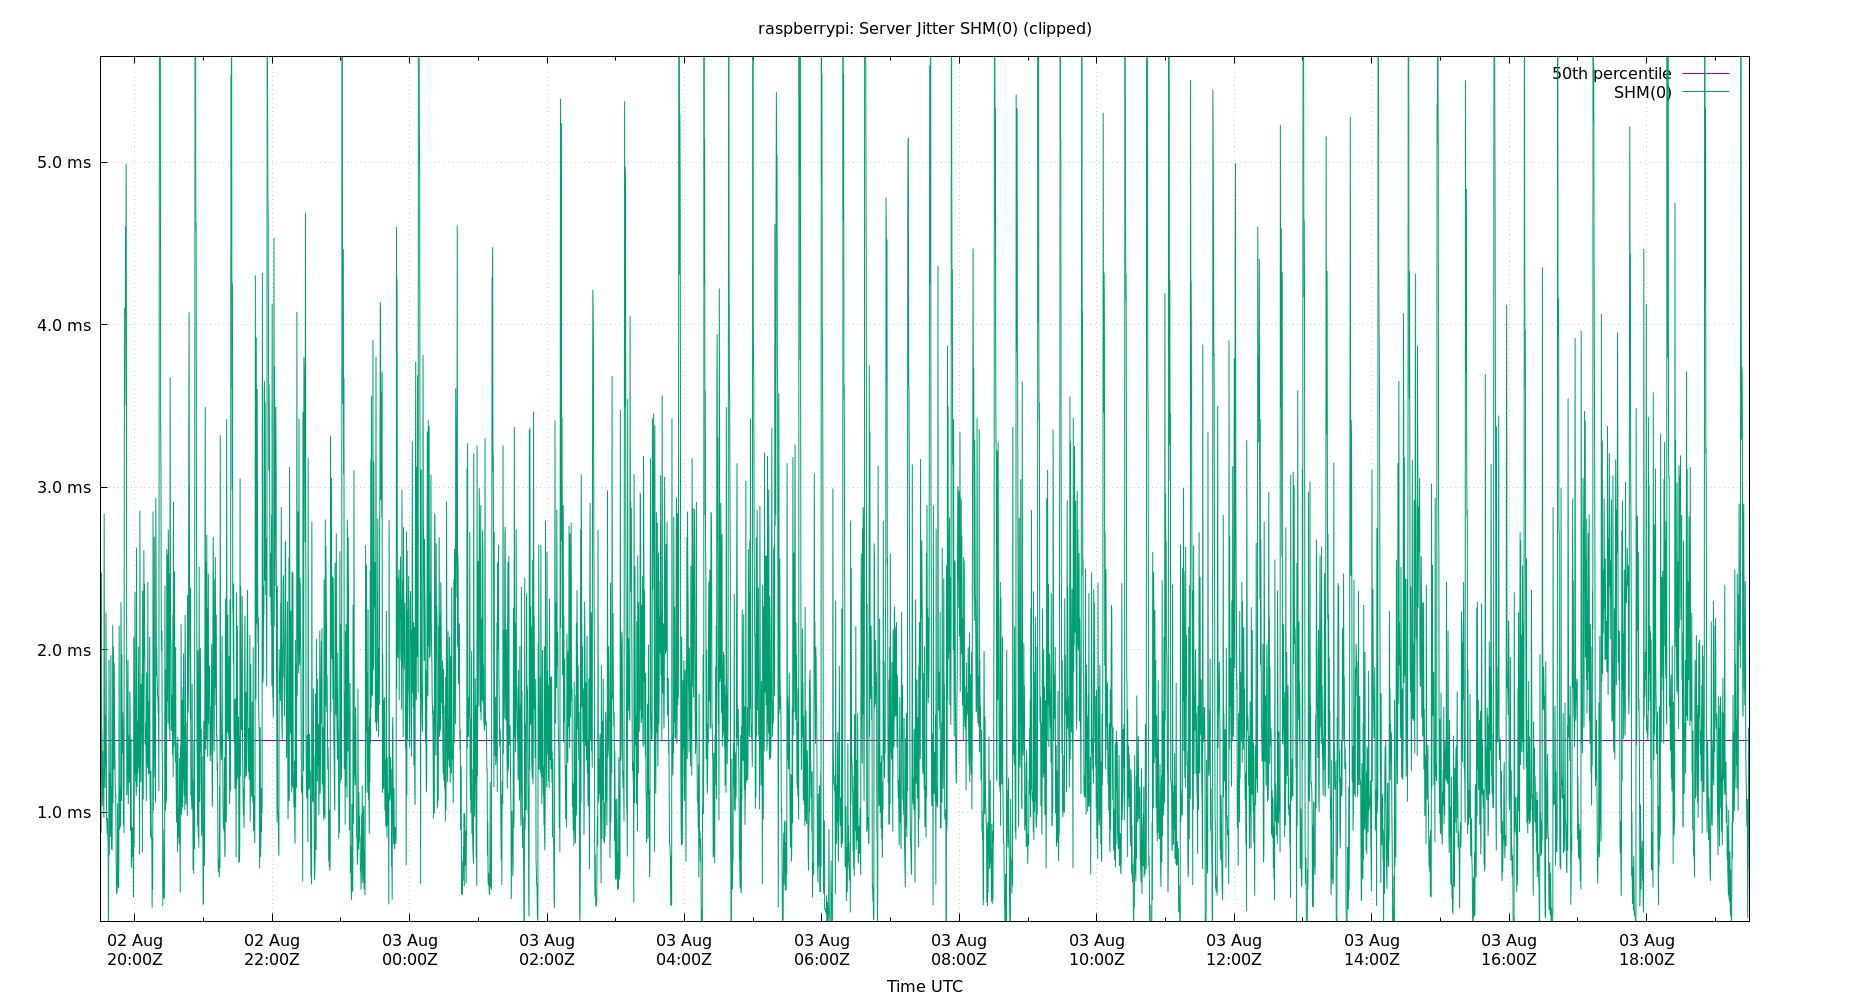 raspberrypi: Server Jitter SHM(0) (clipped)
50th percentile
SHM(0)
5.0 ms
4.0 ms
3.0 ms
2.0 ms
1.0 ms
02 Aug 02 Aug 03 Aug 03 Aug 03 Aug 03 Aug 03 Aug 03 Aug 03 Aug 03 Aug 03 Aug 03 Aug
20:00Z 22:00Z 00:00Z 02:00Z 04:00Z 06:00Z 08:00Z 10:00Z 12:00Z 14:00Z 16:00Z 18:00Z
Time UTC